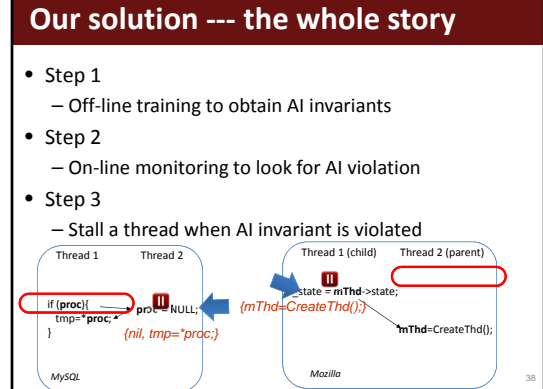 Our solution --- the whole story
• Step 1
– Off-line training to obtain AI invariants
• Step 2
– On-line monitoring to look for AI violation
• Step 3
– Stall a thread when AI invariant is violated
Thread 1 Thread 2
if (proc){
tmp=*proc; proc = NULL;
}
{nil, tmp=*proc;}
MySQL
Thread 1 (child) Thread 2 (parent)
_state = mThd->state;
{mThd=CreateThd();}
mThd=CreateThd();
Mozilla
38